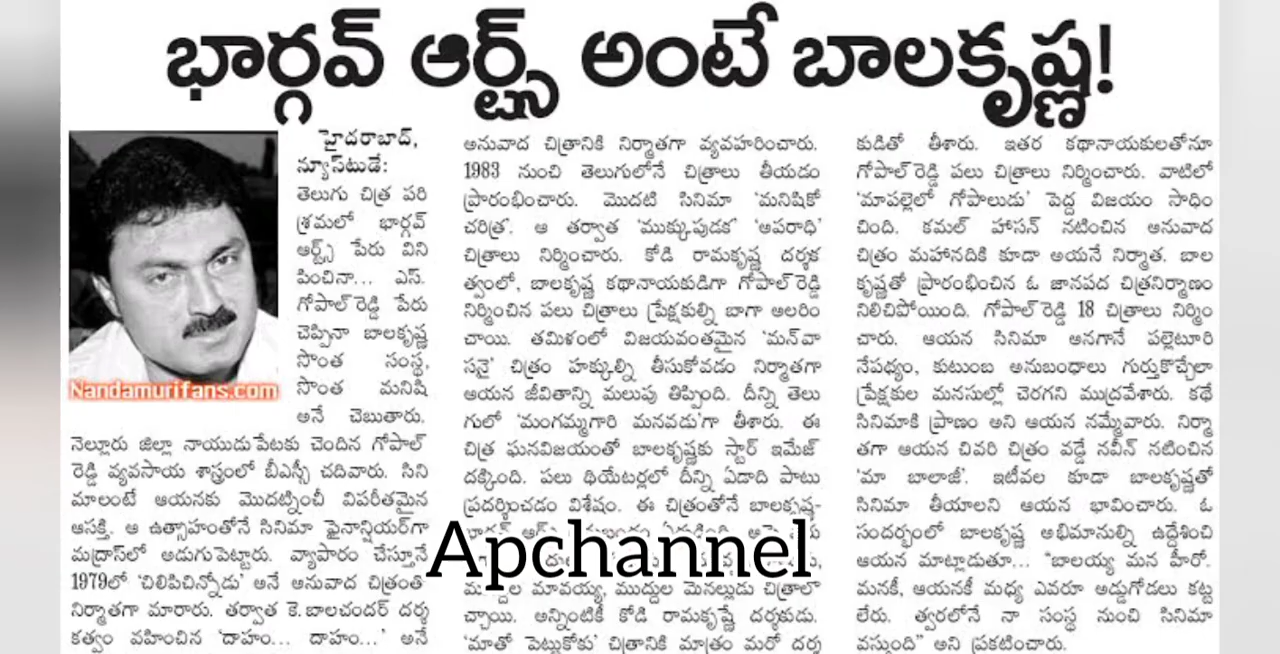 భార్గవ్ ఆర్ట్స్ అంటే బాలకృష్ణ!
హైదరాబాద్,
న్యూస్‌టుడే:
తెలుగు చిత్ర పరి
శ్రమలో భార్గవ్
ఆర్ట్స్ పేరు విని
పించినా... ఎస్.
గోపాల్‌రెడ్డి పేరు
చెప్పినా బాలకృష్ణ
సొంత సంస్థ,
సొంత మనిషి
అనే చెబుతారు.
Nandamurifans.com
నెల్లూరు జిల్లా నాయుడుపేటకు చెందిన గోపాల్
రెడ్డి వ్యవసాయ శాస్త్రంలో బీఎస్సీ చదివారు. సిని
మాలంటే ఆయనకు మొదట్నించీ విపరీతమైన
ఆసక్తి. ఆ ఉత్సాహంతోనే సినిమా ఫైనాన్షియర్‌గా
మద్రాస్‌లో అడుగుపెట్టారు. వ్యాపారం చేస్తూనే
1979లో 'చిలిపిచిన్నోడు' అనే అనువాద చిత్రంతో
నిర్మాతగా మారారు. తర్వాత కె.బాలచందర్ దర్శ
కత్వం వహించిన 'దాహం... దాహం...' అనే
అనువాద చిత్రానికి నిర్మాతగా వ్యవహరించారు.
1983 నుంచి తెలుగులోనే చిత్రాలు తీయడం
ప్రారంభించారు. మొదటి సినిమా 'మనిషికో
చరిత్ర'. ఆ తర్వాత 'ముక్కుపుడక' 'అపరాధి'
చిత్రాలు నిర్మించారు. కోడి రామకృష్ణ దర్శక
త్వంలో, బాలకృష్ణ కథానాయకుడిగా గోపాల్‌రెడ్డి
నిర్మించిన పలు చిత్రాలు ప్రేక్షకుల్ని బాగా అలరిం
చాయి. తమిళంలో విజయవంతమైన 'మన్‌వా
సనై' చిత్రం హక్కుల్ని తీసుకోవడం నిర్మాతగా
ఆయన జీవితాన్ని మలుపు తిప్పింది. దీన్ని తెలు
గులో 'మంగమ్మగారి మనవడు'గా తీశారు. ఈ
చిత్ర ఘనవిజయంతో బాలకృష్ణకు స్టార్ ఇమేజ్
దక్కింది. పలు థియేటర్లలో దీన్ని ఏడాది పాటు
ప్రదర్శించడం విశేషం. ఈ చిత్రంతోనే బాలకృష్ణ-
Apchannel
మావయ్య, ముద్దుల మేనల్లుడు చిత్రాలొ
చ్చాయి. అన్నింటికీ కోడి రామకృష్ణే దర్శకుడు.
'మాతో పెట్టుకోకు' చిత్రానికి మాత్రం మరో దర్శ
కుడితో తీశారు. ఇతర కథానాయకులతోనూ
గోపాల్‌రెడ్డి పలు చిత్రాలు నిర్మించారు. వాటిలో
'మాపల్లెలో గోపాలుడు' పెద్ద విజయం సాధిం
చింది. కమల్ హాసన్ నటించిన అనువాద
చిత్రం మహానదికి కూడా ఆయనే నిర్మాత. బాల
కృష్ణతో ప్రారంభించిన ఓ జానపద చిత్రనిర్మాణం
నిలిచిపోయింది. గోపాల్‌రెడ్డి 18 చిత్రాలు నిర్మిం
చారు. ఆయన సినిమా అనగానే పల్లెటూరి
నేపథ్యం, కుటుంబ అనుబంధాలు గుర్తుకొచ్చేలా
ప్రేక్షకుల మనసుల్లో చెరగని ముద్రవేశారు. కథే
సినిమాకి ప్రాణం అని ఆయన నమ్మేవారు. నిర్మా
తగా ఆయన చివరి చిత్రం వడ్డే నవీన్ నటించిన
'మా బాలాజీ'. ఇటీవల కూడా బాలకృష్ణతో
సినిమా తీయాలని ఆయన భావించారు. ఓ
సందర్భంలో బాలకృష్ణ అభిమానుల్ని ఉద్దేశించి
ఆయన మాట్లాడుతూ... "బాలయ్య మన హీరో.
మనకీ, ఆయనకీ మధ్య ఎవరూ అడ్డుగోడలు కట్ట
లేరు. త్వరలోనే నా సంస్థ నుంచి సినిమా
వస్తుంది" అని ప్రకటించారు.